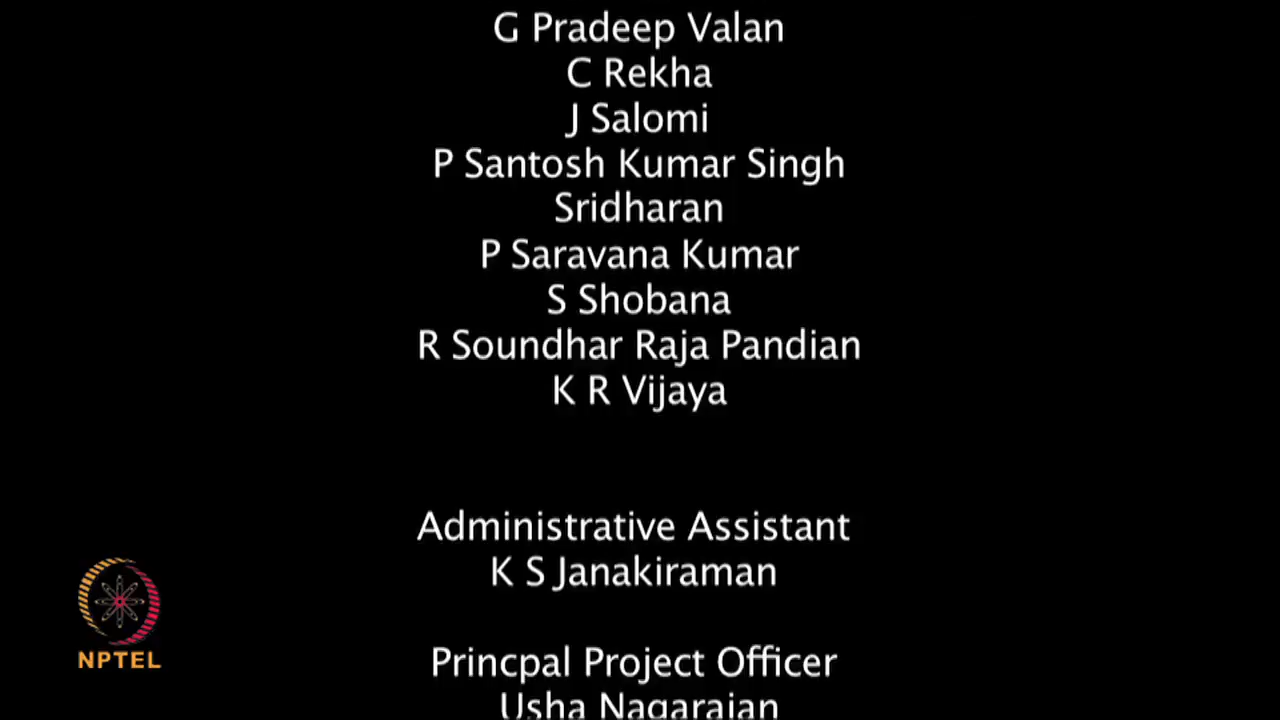 G Pradeep Valan
C Rekha
J Salomi
P Santosh Kumar Singh
Sridharan
P Saravana Kumar
S Shobana
R Soundhar Raja Pandian
K R Vijaya
Administrative Assistant
K S Janakiraman
NPTEL
Princpal Project Officer
Usha Nagarajan